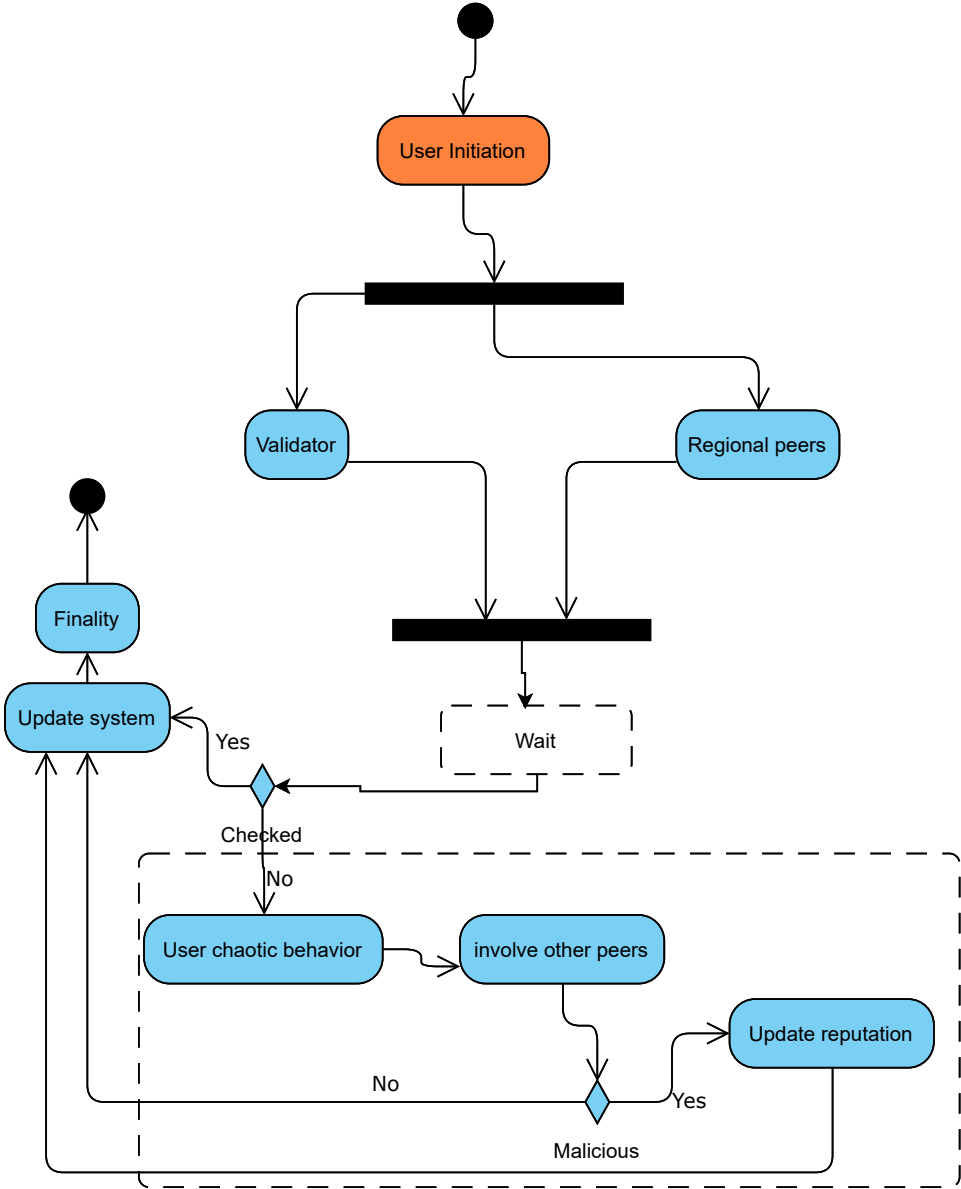 User Initiation
Validator
Regional peers
Finality
Update system
Yes
Wait
Checked
No
User chaotic behavior
involve other peers
Update reputation
No
Yes
Malicious